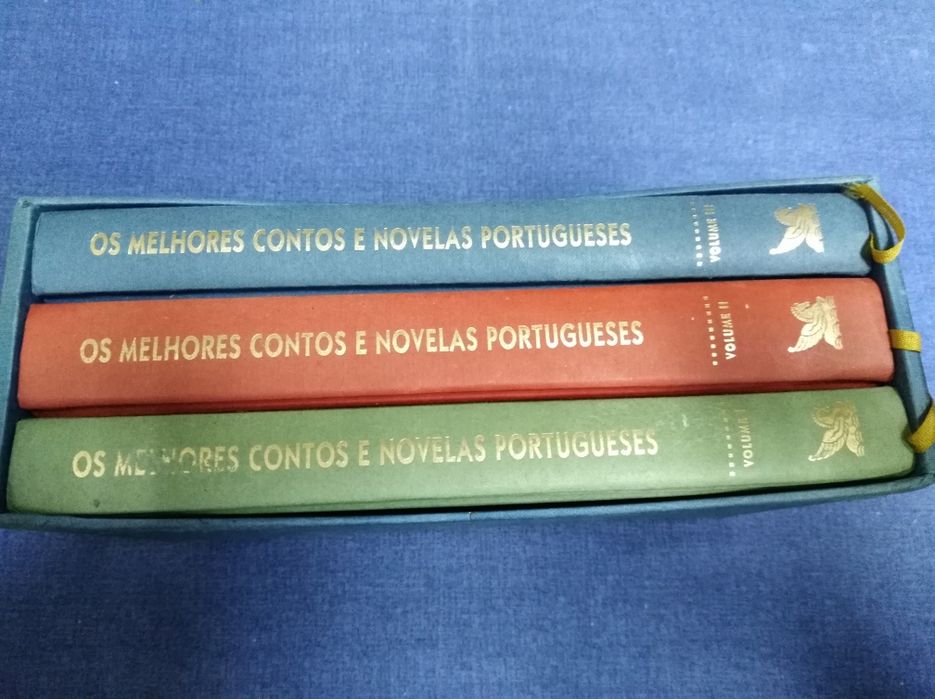 OS MELHORES CONTOS E NOVELAS PORTUGUESES
VOLUME III
OS MELHORES CONTOS E NOVELAS PORTUGUESES
VOLUME II
OS MELHORES CONTOS E NOVELAS PORTUGUESES
VOLUME I